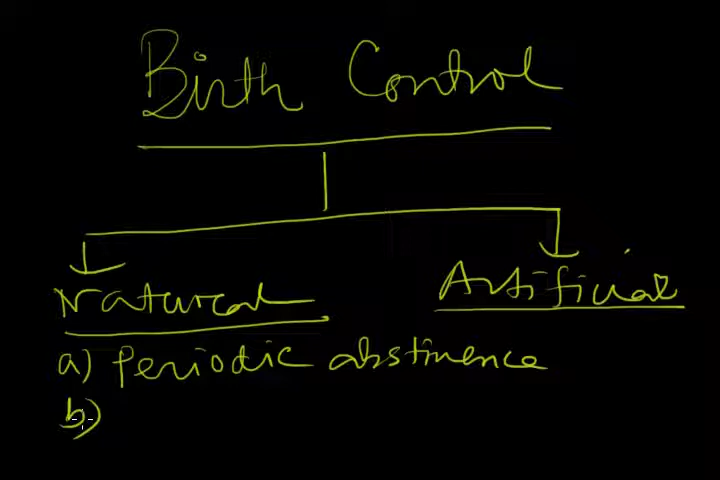 Birth Control
Natural Artificial
a) Periodic abstinence
b)